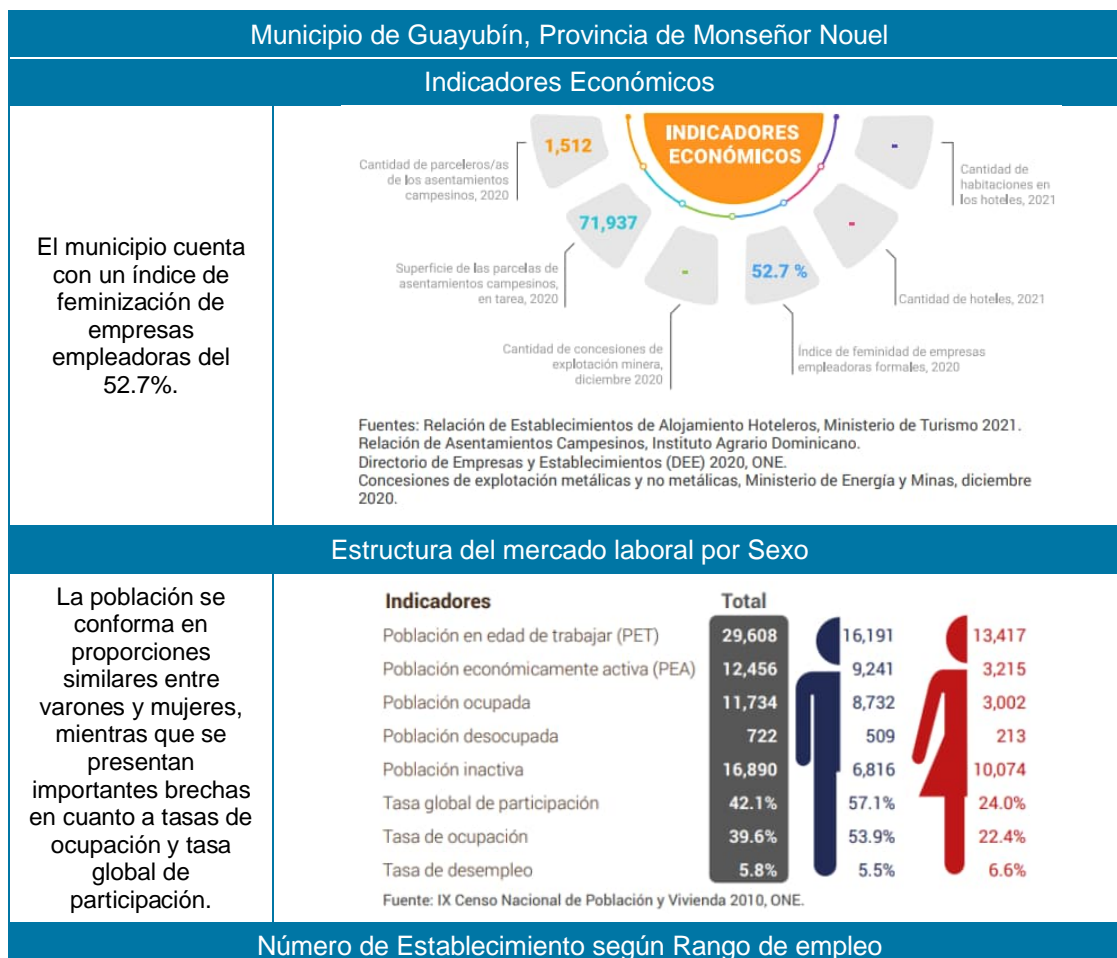 Municipio de Guayubín, Provincia de Monseñor Nouel
Indicadores Económicos
El municipio cuenta
con un índice de
feminización de
empresas
empleadoras del
52.7%.
INDICADORES
ECONÓMICOS
1,512
Cantidad de parceleros/as
de los asentamientos
campesinos, 2020
71,937
Superficie de las parcelas de
asentamientos campesinos,
en tarea, 2020
-
Cantidad de concesiones de
explotación minera,
diciembre 2020
52.7 %
Índice de feminidad de empresas
empleadoras formales, 2020
-
Cantidad de hoteles, 2021
-
Cantidad de
habitaciones en
los hoteles, 2021
Fuentes: Relación de Establecimientos de Alojamiento Hoteleros, Ministerio de Turismo 2021.
Relación de Asentamientos Campesinos, Instituto Agrario Dominicano.
Directorio de Empresas y Establecimientos (DEE) 2020, ONE.
Concesiones de explotación metálicas y no metálicas, Ministerio de Energía y Minas, diciembre
2020.
Estructura del mercado laboral por Sexo
La población se
conforma en
proporciones
similares entre
varones y mujeres,
mientras que se
presentan
importantes brechas
en cuanto a tasas de
ocupación y tasa
global de
participación.
Indicadores Total
Población en edad de trabajar (PET) 29,608 16,191 13,417
Población económicamente activa (PEA) 12,456 9,241 3,215
Población ocupada 11,734 8,732 3,002
Población desocupada 722 509 213
Población inactiva 16,890 6,816 10,074
Tasa global de participación 42.1% 57.1% 24.0%
Tasa de ocupación 39.6% 53.9% 22.4%
Tasa de desempleo 5.8% 5.5% 6.6%
Fuente: IX Censo Nacional de Población y Vivienda 2010, ONE.
Número de Establecimiento según Rango de empleo